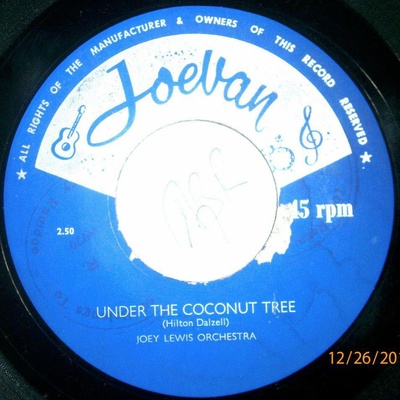 ★ ALL RIGHTS OF THE MANUFACTURER & OWNERS OF THIS RECORD RESERVED ★
Joevan
45 rpm
2.50
UNDER THE COCONUT TREE
(Hilton Dalzell)
JOEY LEWIS ORCHESTRA
12/26/20